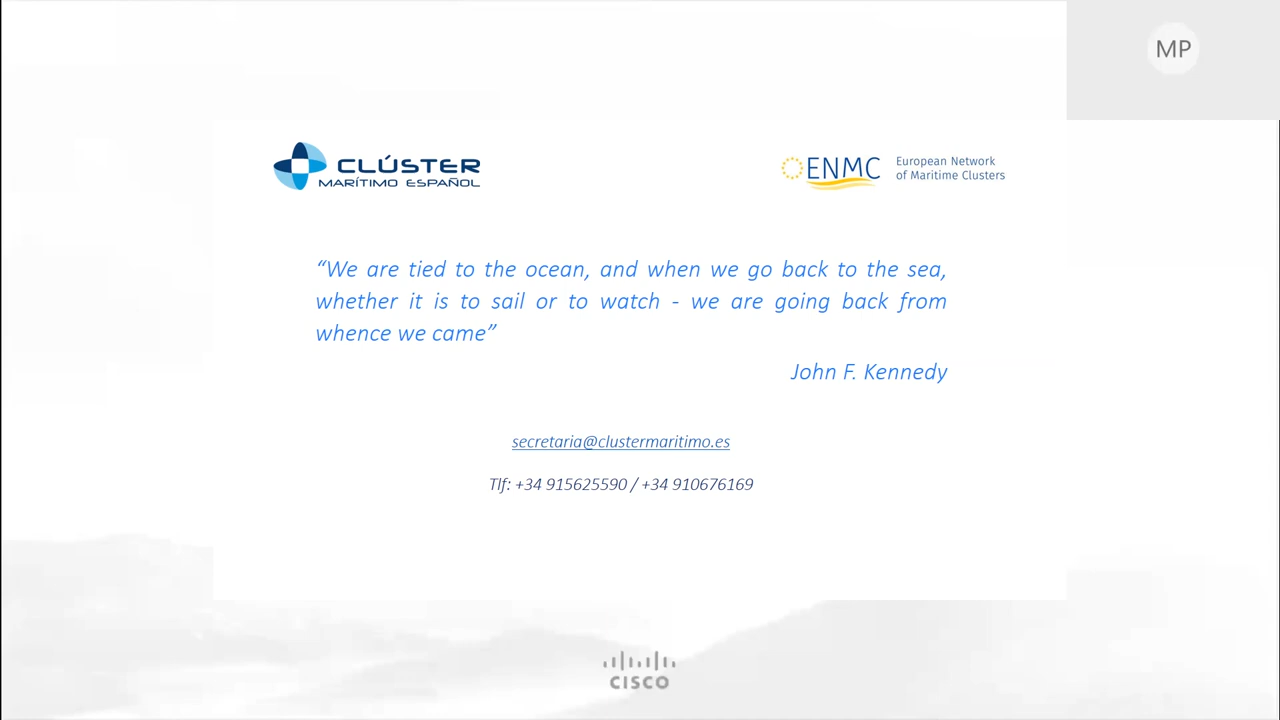 MP
CLÚSTER
MARÍTIMO ESPAÑOL
ENMC
European Network
of Maritime Clusters
“We are tied to the ocean, and when we go back to the sea,
whether it is to sail or to watch - we are going back from
whence we came”
John F. Kennedy
secretaria@clustermaritimo.es
Tlf: +34 915625590 / +34 910676169
CISCO